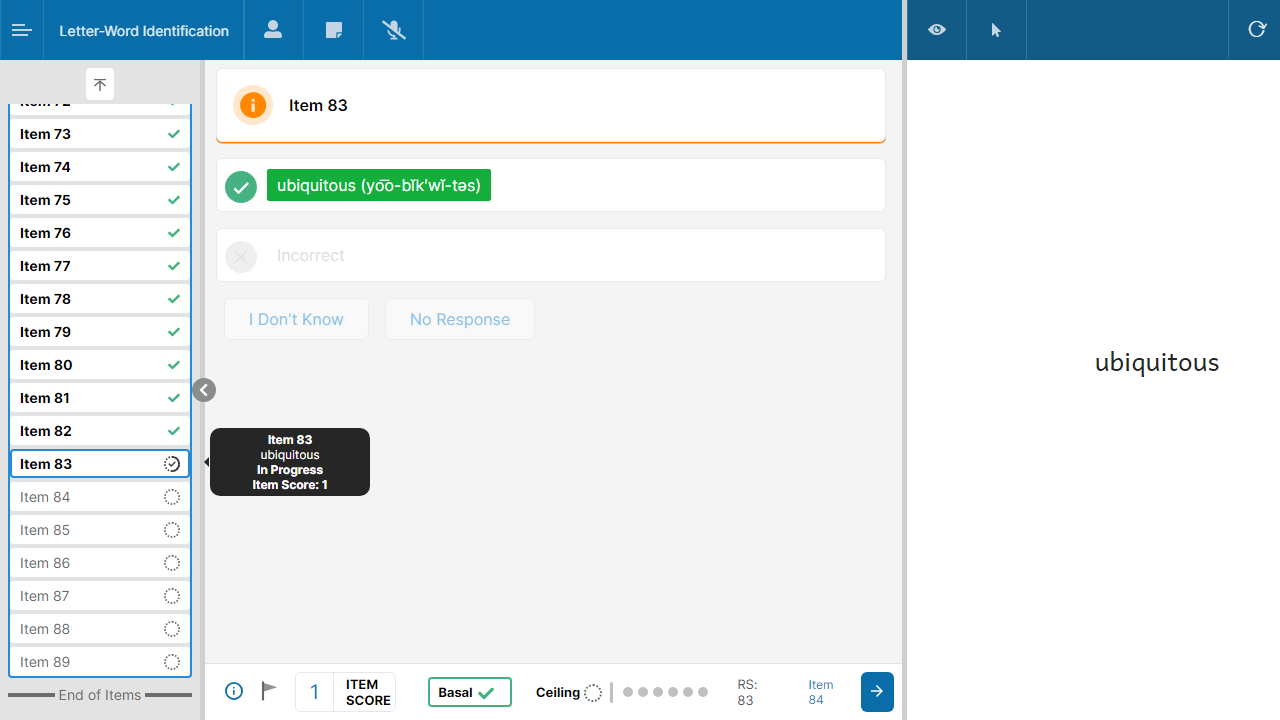 Letter-Word Identification
Item 72
Item 73
Item 74
Item 75
Item 76
Item 77
Item 78
Item 79
Item 80
Item 81
Item 82
Item 83
Item 84
Item 85
Item 86
Item 87
Item 88
Item 89
End of Items
Item 83
ubiquitous (yo͞o-bĭk′wĭ-təs)
Incorrect
I Don't Know
No Response
Item 83
ubiquitous
In Progress
Item Score: 1
1 ITEM SCORE
Basal
Ceiling
RS: 83
Item 84
ubiquitous